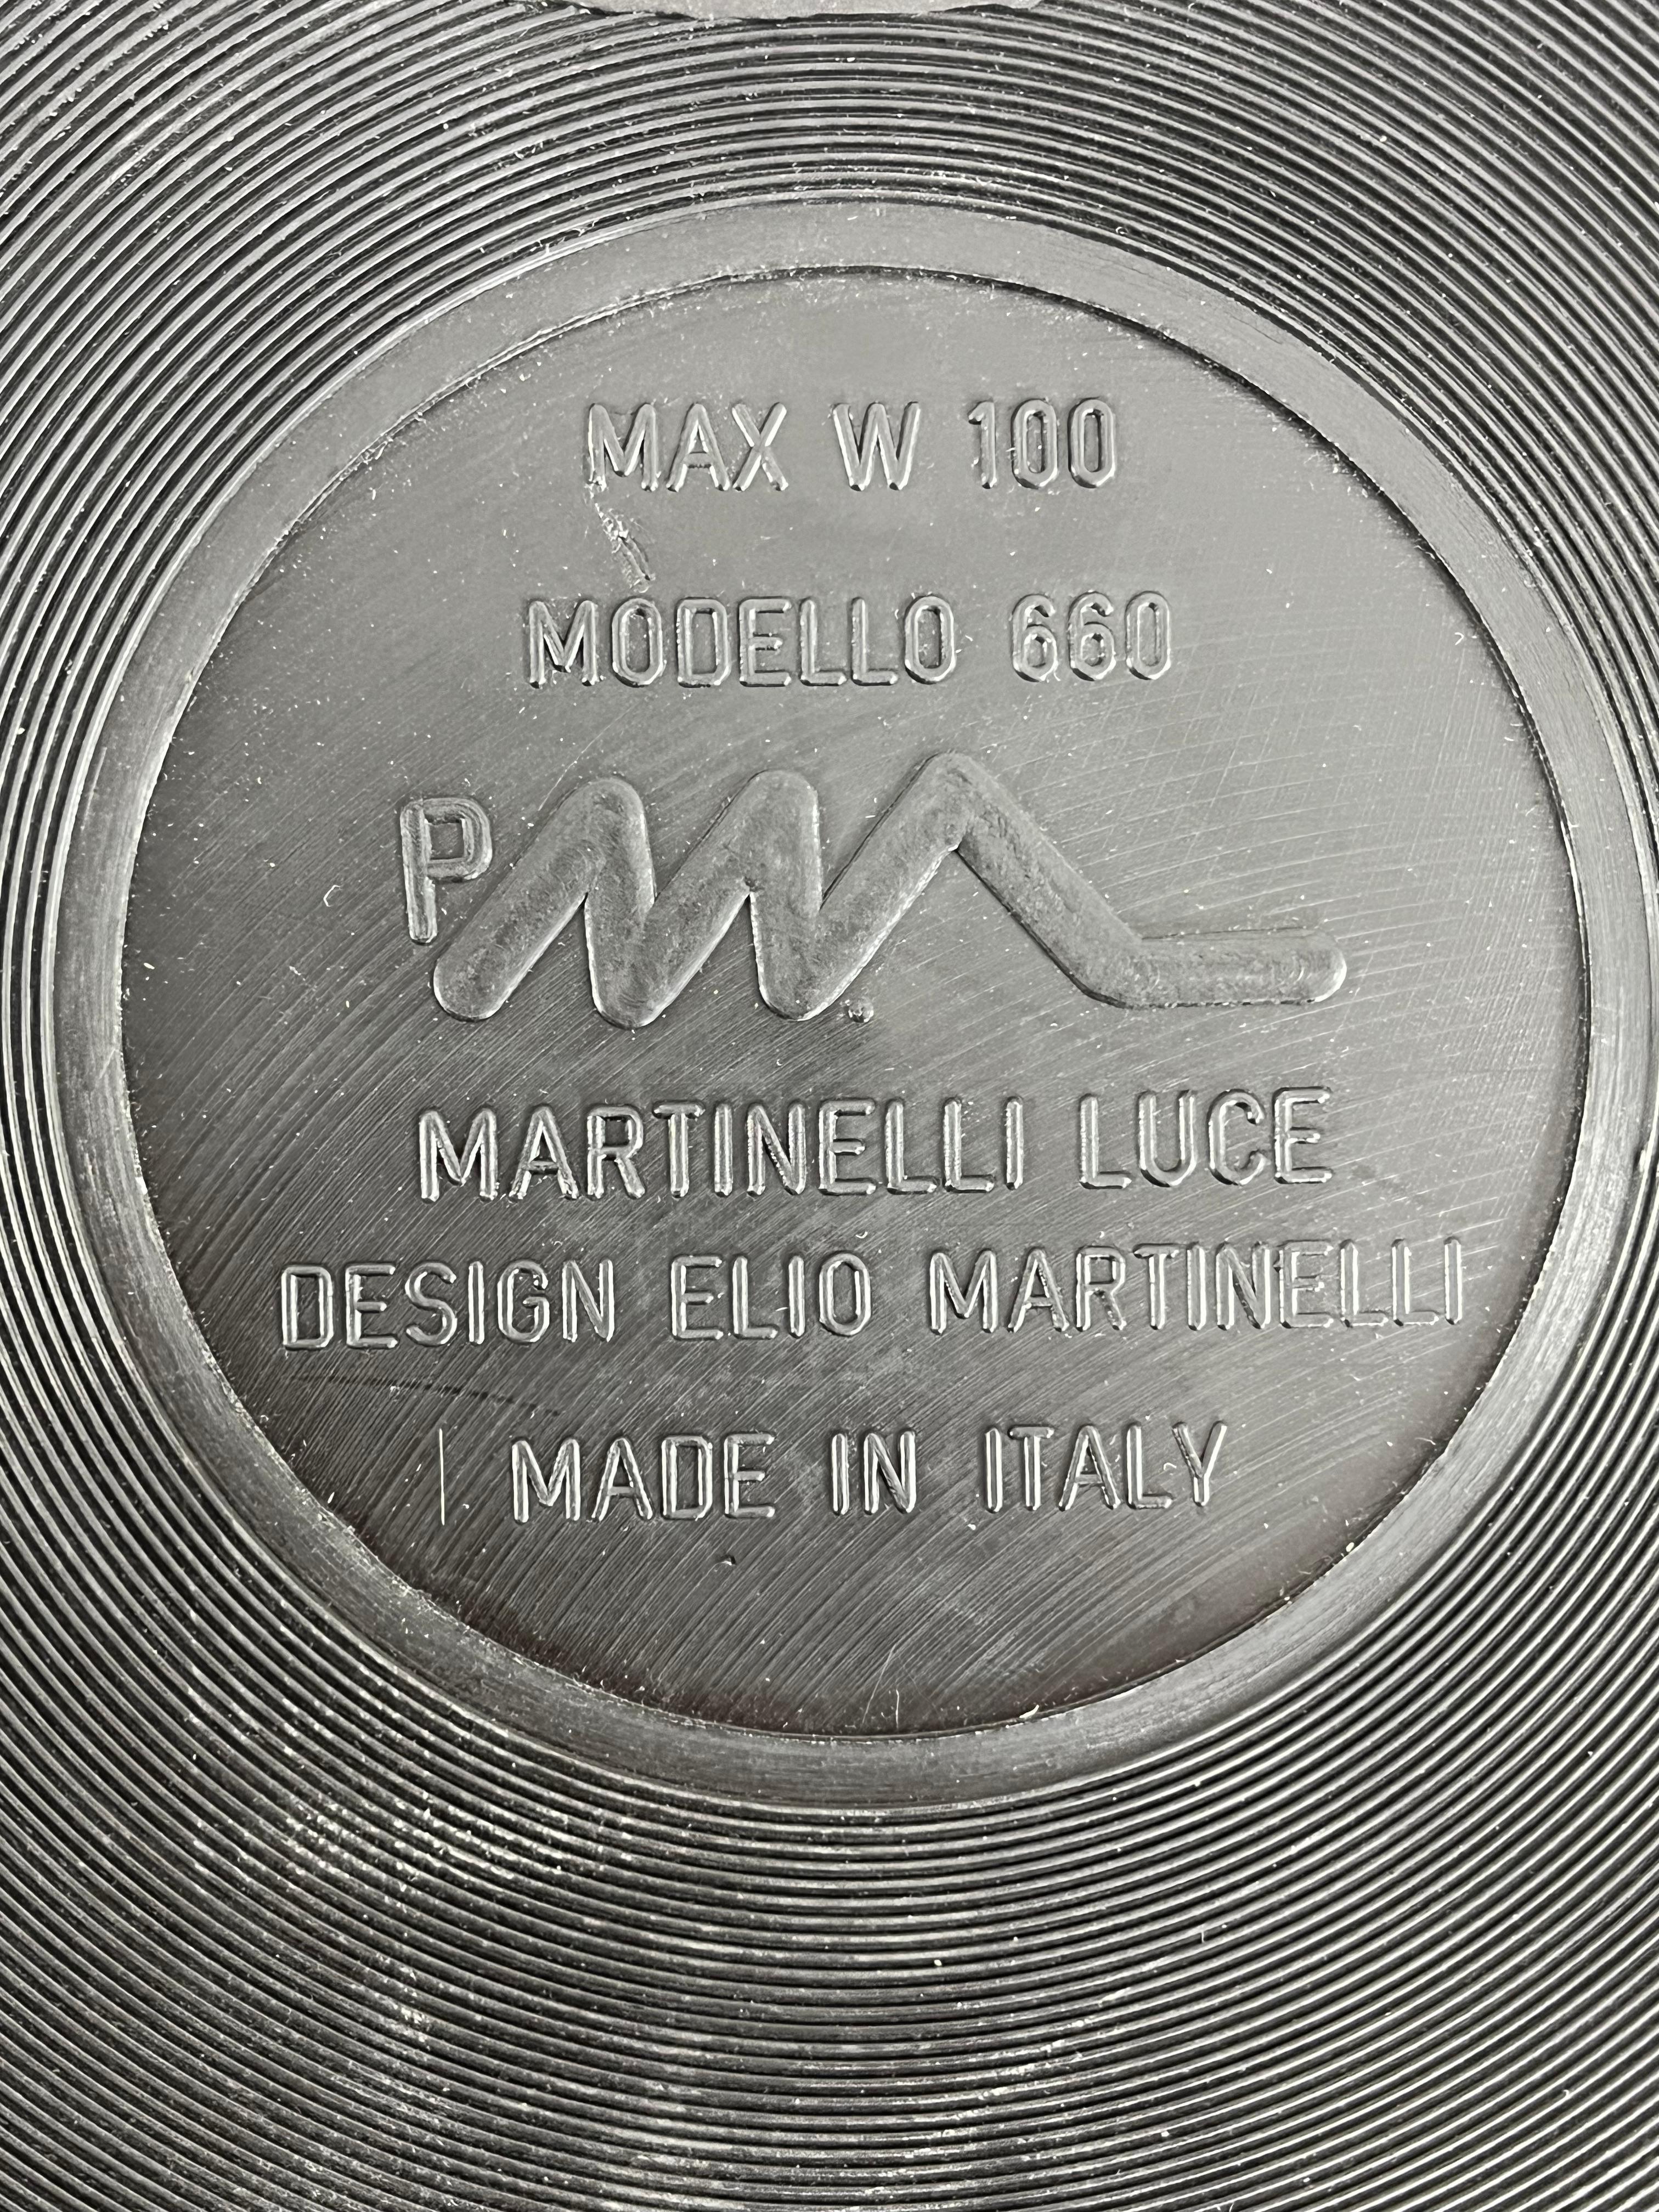 MAX W 100
MODELLO 660
P
MARTINELLI LUCE
DESIGN ELIO MARTINELLI
MADE IN ITALY